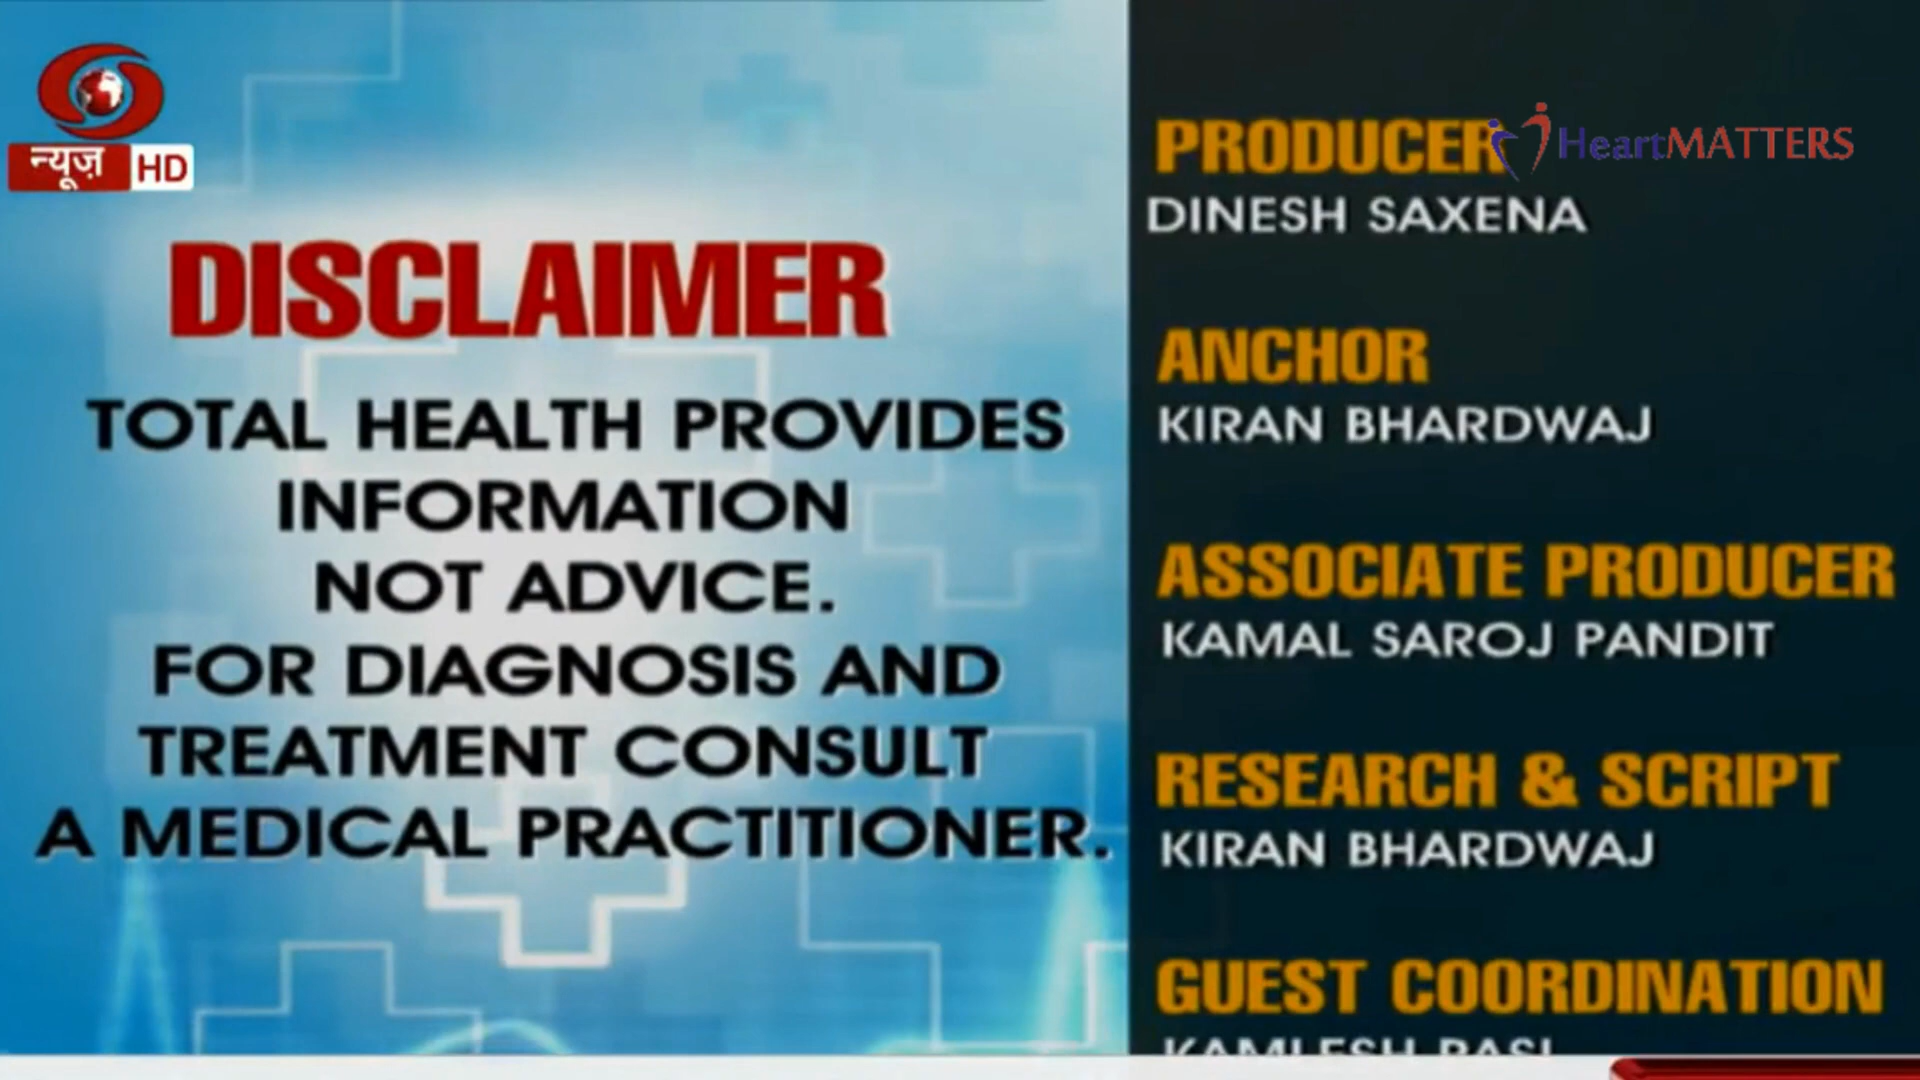 न्यूज़ HD
DISCLAIMER
TOTAL HEALTH PROVIDES
INFORMATION
NOT ADVICE.
FOR DIAGNOSIS AND
TREATMENT CONSULT
A MEDICAL PRACTITIONER.
HeartMATTERS
PRODUCER
DINESH SAXENA
ANCHOR
KIRAN BHARDWAJ
ASSOCIATE PRODUCER
KAMAL SAROJ PANDIT
RESEARCH & SCRIPT
KIRAN BHARDWAJ
GUEST COORDINATION
KAMLESH